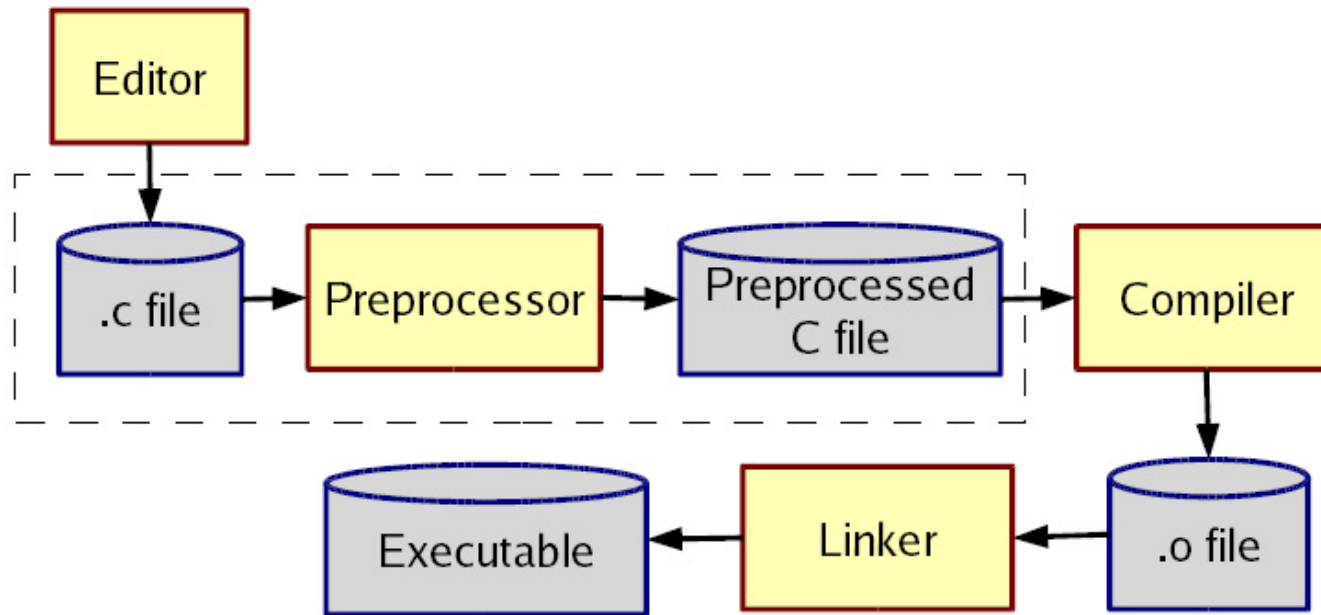 Editor
.c file
Preprocessor
Preprocessed
C file
Compiler
Executable
Linker
.o file